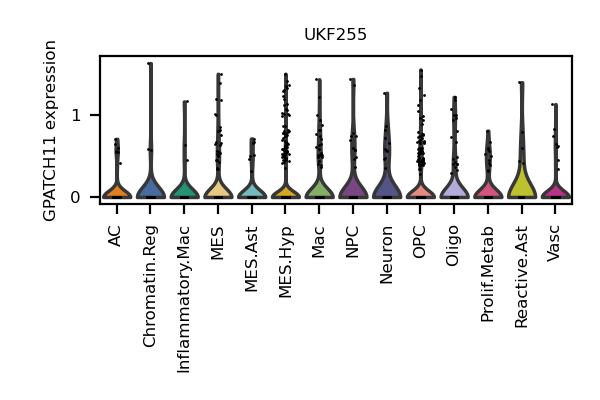 UKF255
GPATCH11 expression
1
0
AC
Chromatin.Reg
Inflammatory.Mac
MES
MES.Ast
MES.Hyp
Mac
NPC
Neuron
OPC
Oligo
Prolif.Metab
Reactive.Ast
Vasc